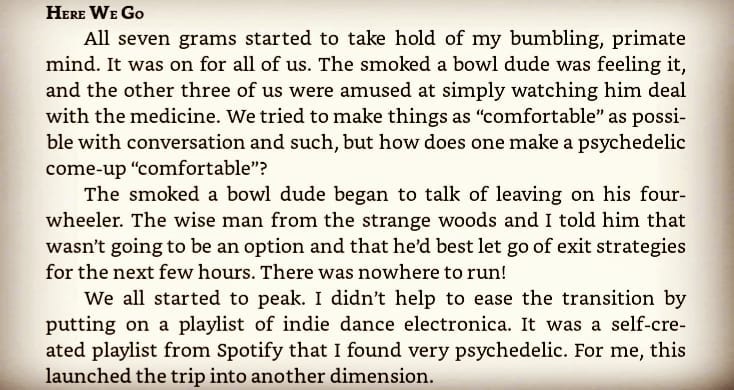 HERE WE GO
All seven grams started to take hold of my bumbling, primate
mind. It was on for all of us. The smoked a bowl dude was feeling it,
and the other three of us were amused at simply watching him deal
with the medicine. We tried to make things as “comfortable” as possi-
ble with conversation and such, but how does one make a psychedelic
come-up “comfortable”?
The smoked a bowl dude began to talk of leaving on his four-
wheeler. The wise man from the strange woods and I told him that
wasn’t going to be an option and that he’d best let go of exit strategies
for the next few hours. There was nowhere to run!
We all started to peak. I didn’t help to ease the transition by
putting on a playlist of indie dance electronica. It was a self-cre-
ated playlist from Spotify that I found very psychedelic. For me, this
launched the trip into another dimension.